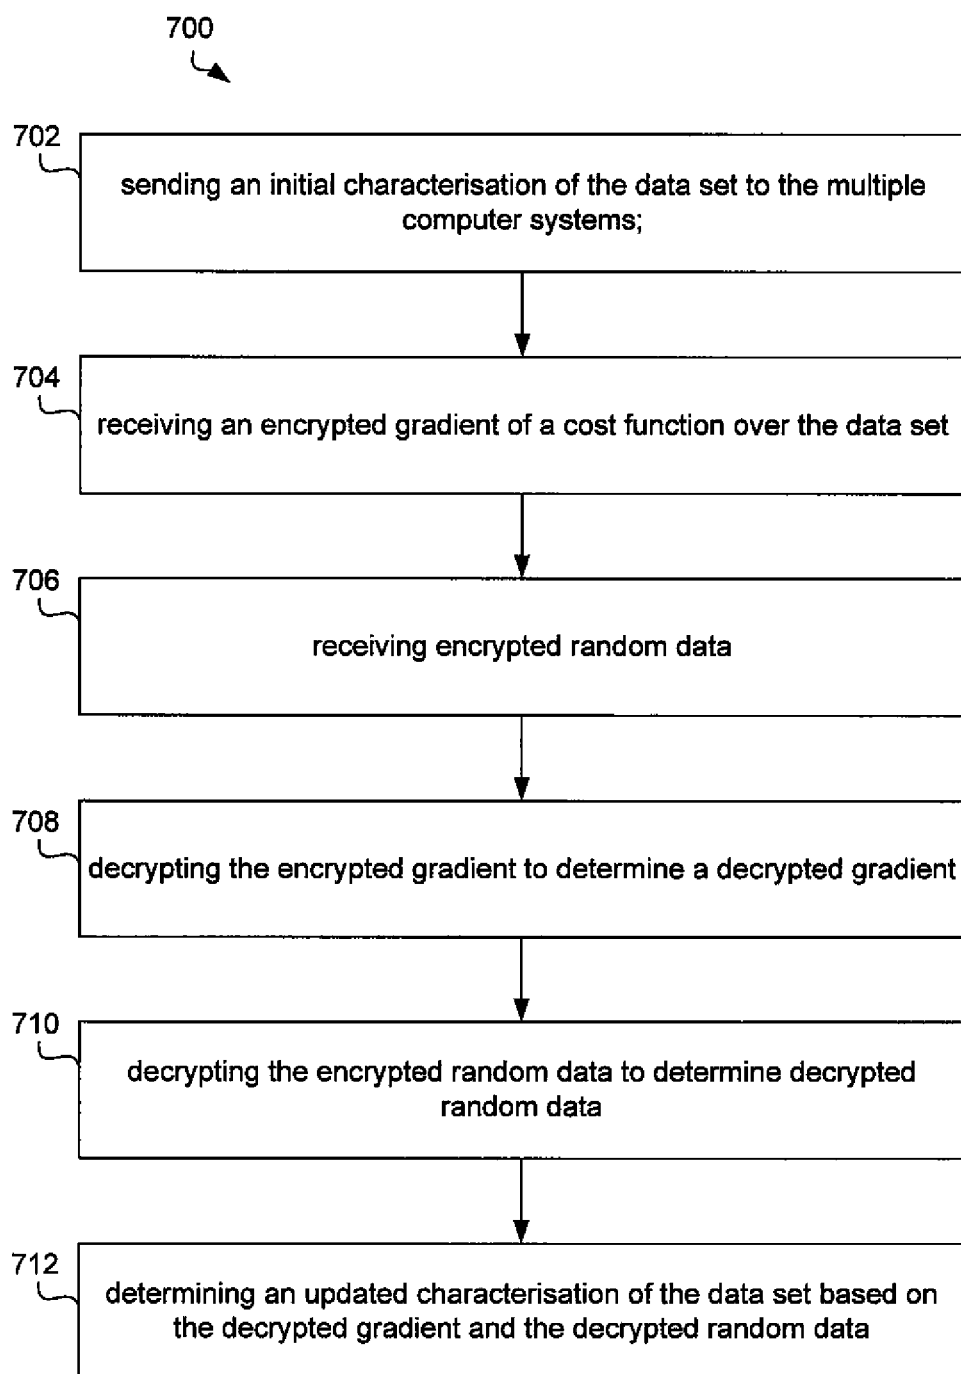 700
702
sending an initial characterisation of the data set to the multiple
computer systems;
704
receiving an encrypted gradient of a cost function over the data set
706
receiving encrypted random data
708
decrypting the encrypted gradient to determine a decrypted gradient
710
decrypting the encrypted random data to determine decrypted
random data
712
determining an updated characterisation of the data set based on
the decrypted gradient and the decrypted random data